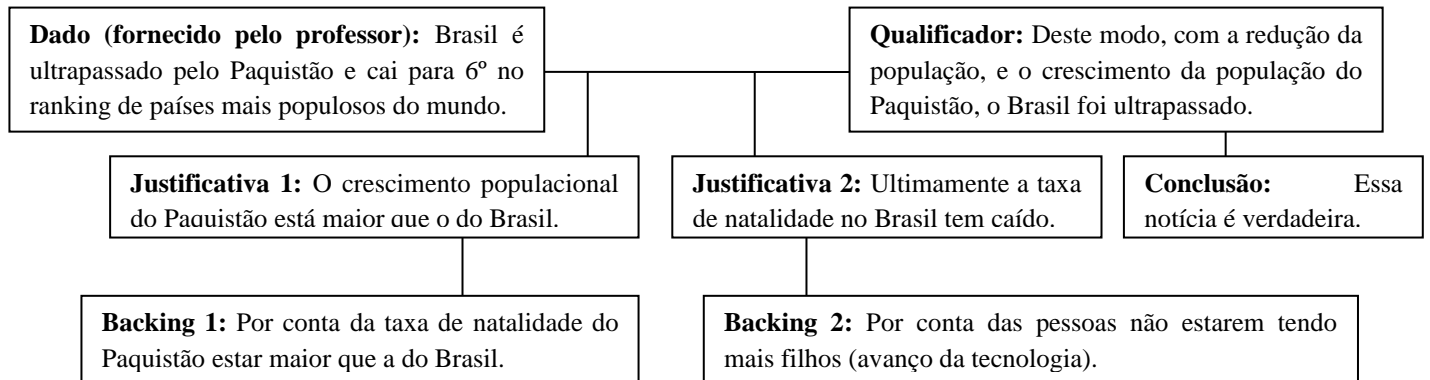 Dado (fornecido pelo professor): Brasil é
ultrapassado pelo Paquistão e cai para 6º no
ranking de países mais populosos do mundo.
Qualificador: Deste modo, com a redução da
população, e o crescimento da população do
Paquistão, o Brasil foi ultrapassado.
Justificativa 1: O crescimento populacional
do Paquistão está maior que o do Brasil.
Justificativa 2: Ultimamente a taxa
de natalidade no Brasil tem caído.
Conclusão: Essa
notícia é verdadeira.
Backing 1: Por conta da taxa de natalidade do
Paquistão estar maior que a do Brasil.
Backing 2: Por conta das pessoas não estarem tendo
mais filhos (avanço da tecnologia).